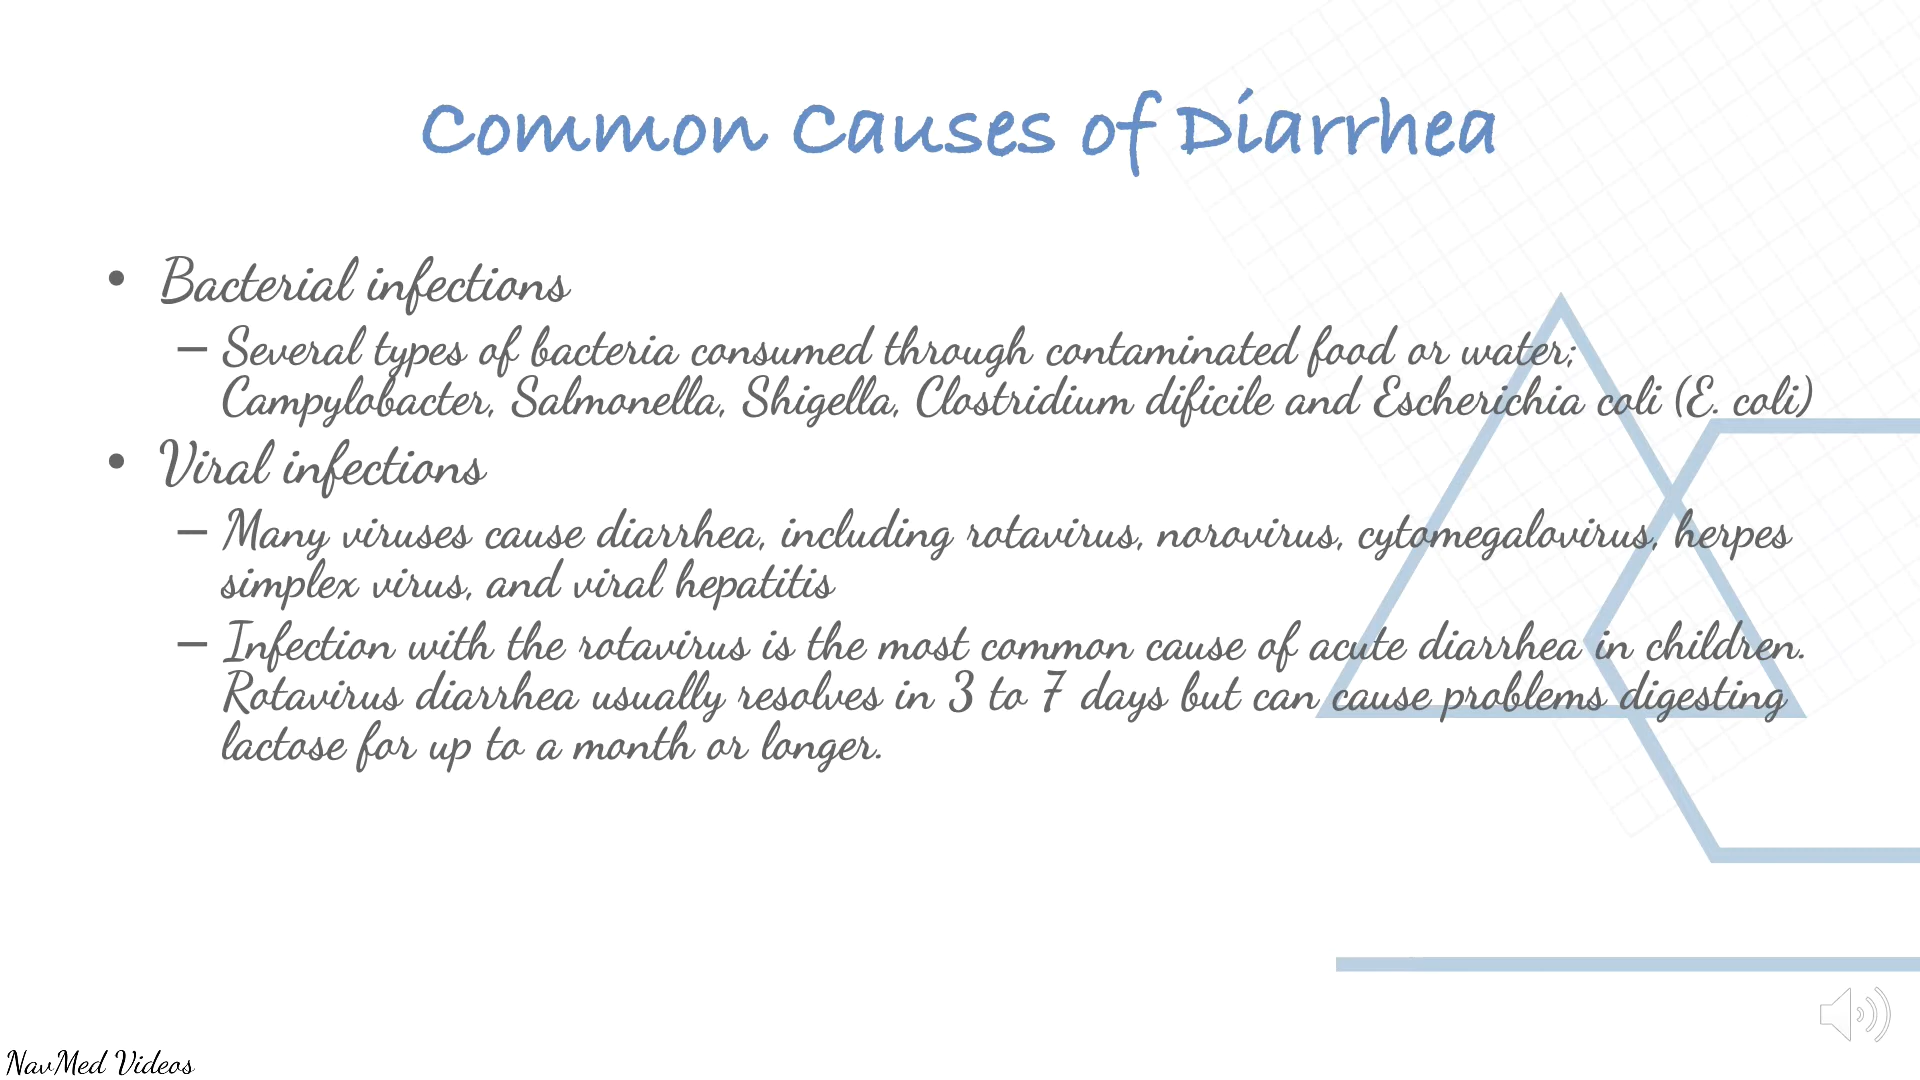 Common Causes of Diarrhea
• Bacterial infections
– Several types of bacteria consumed through contaminated food or water;
Campylobacter, Salmonella, Shigella, Clostridium dificile and Escherichia coli (E. coli)
• Viral infections
– Many viruses cause diarrhea, including rotavirus, norovirus, cytomegalovirus, herpes
simplex virus, and viral hepatitis
– Infection with the rotavirus is the most common cause of acute diarrhea in children.
Rotavirus diarrhea usually resolves in 3 to 7 days but can cause problems digesting
lactose for up to a month or longer.
NavMed Videos